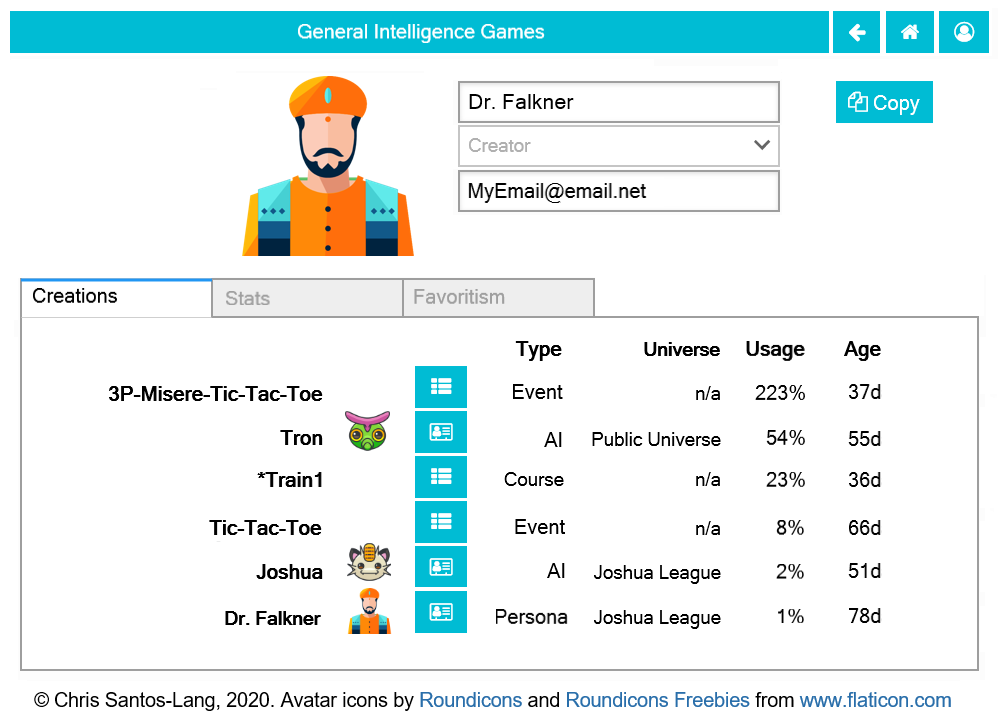 General Intelligence Games
Dr. Falkner
Copy
Creator
MyEmail@email.net
Creations Stats Favoritism
Type Universe Usage Age
3P-Misere-Tic-Tac-Toe Event n/a 223% 37d
Tron AI Public Universe 54% 55d
*Train1 Course n/a 23% 36d
Tic-Tac-Toe Event n/a 8% 66d
Joshua AI Joshua League 2% 51d
Dr. Falkner Persona Joshua League 1% 78d
© Chris Santos-Lang, 2020. Avatar icons by Roundicons and Roundicons Freebies from www.flaticon.com